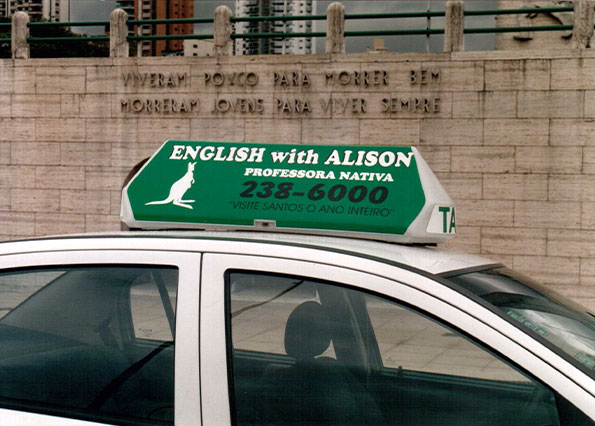 VIVERAM POUCO PARA MORRER BEM
MORRERAM JOVENS PARA VIVER SEMPRE
ENGLISH with ALISON
PROFESSORA NATIVA
238-6000
"VISITE SANTOS O ANO INTEIRO"
TA